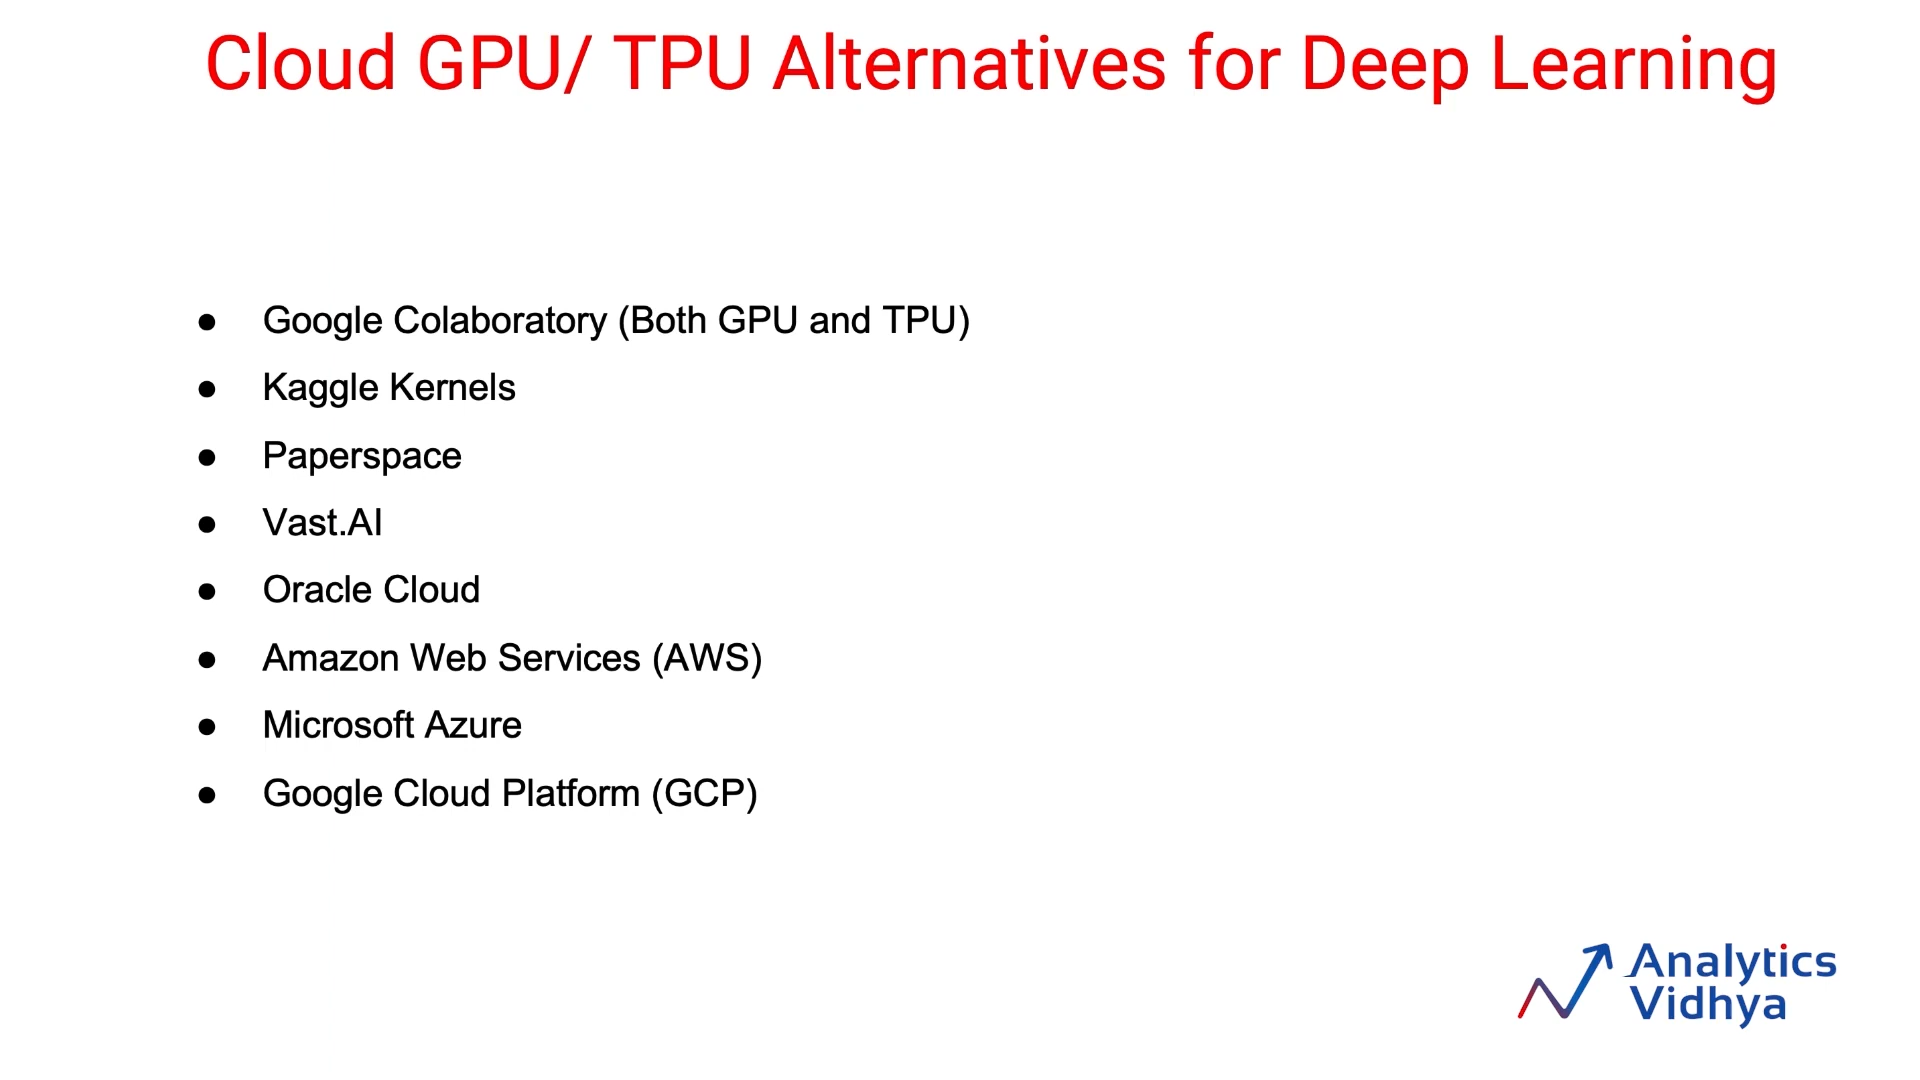 Cloud GPU/ TPU Alternatives for Deep Learning
● Google Colaboratory (Both GPU and TPU)
● Kaggle Kernels
● Paperspace
● Vast.AI
● Oracle Cloud
● Amazon Web Services (AWS)
● Microsoft Azure
● Google Cloud Platform (GCP)
Analytics
Vidhya